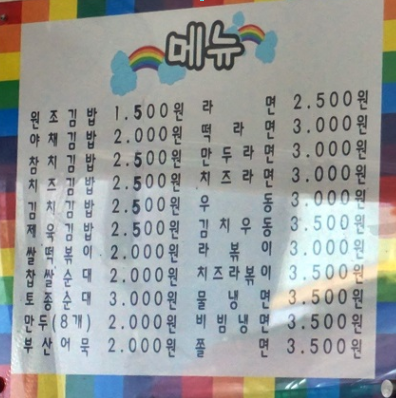 메뉴
원조김밥 1.500원 라면 2.500원
야채김밥 2.000원 떡라면 3.000원
참치김밥 2.500원 만두라면 3.000원
치즈김밥 2.500원 치즈라면 3.000원
김치김밥 2.500원 우동 3.000원
제육김밥 2.500원 김치우동 3.500원
쌀떡볶이 2.000원 라볶이 3.000원
찹쌀순대 2.000원 치즈라볶이 3.500원
토종순대 3.000원 물냉면 3.500원
만두(8개) 2.000원 비빔냉면 3.500원
부산어묵 2.000원 쫄면 3.500원